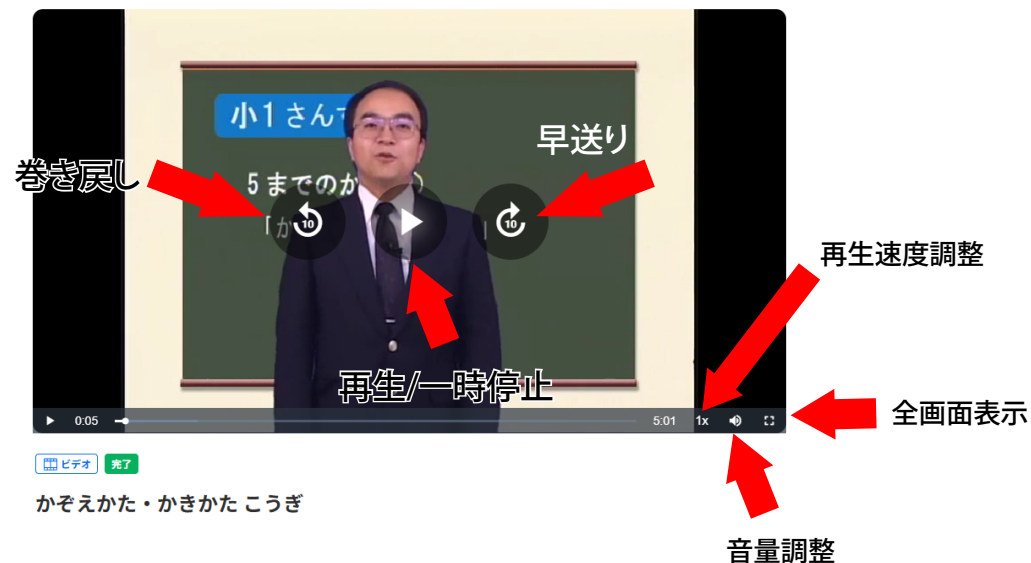 小1さんす
早送り
巻き戻し
5までのか
「か
10
10
再生速度調整
再生/一時停止
全画面表示
0:05
5:01
1x
ビデオ
完了
かぞえかた・かきかた こうぎ
音量調整